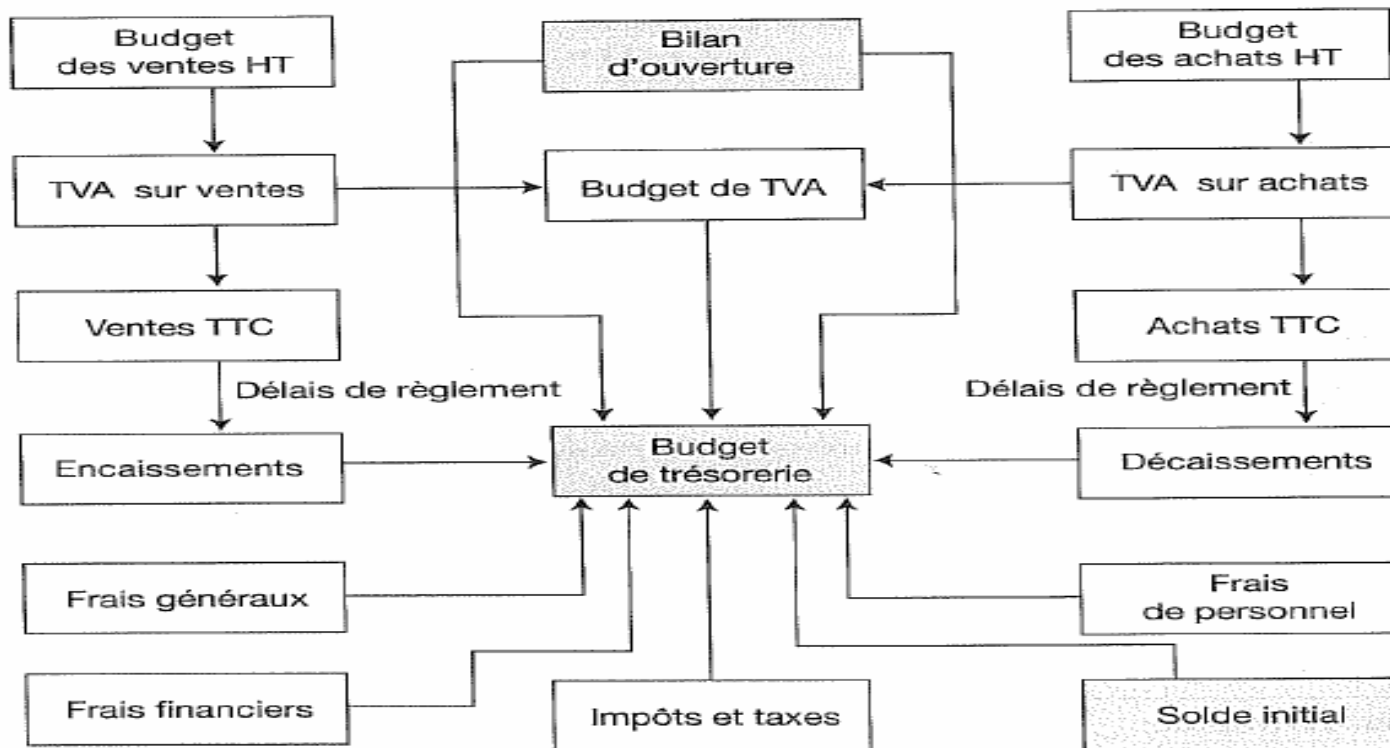 Budget
des ventes HT
Bilan
d'ouverture
Budget
des achats HT
TVA sur ventes
Budget de TVA
TVA sur achats
Ventes TTC
Achats TTC
Délais de règlement
Délais de règlement
Encaissements
Budget
de trésorerie
Décaissements
Frais généraux
Frais
de personnel
Frais financiers
Impôts et taxes
Solde initial